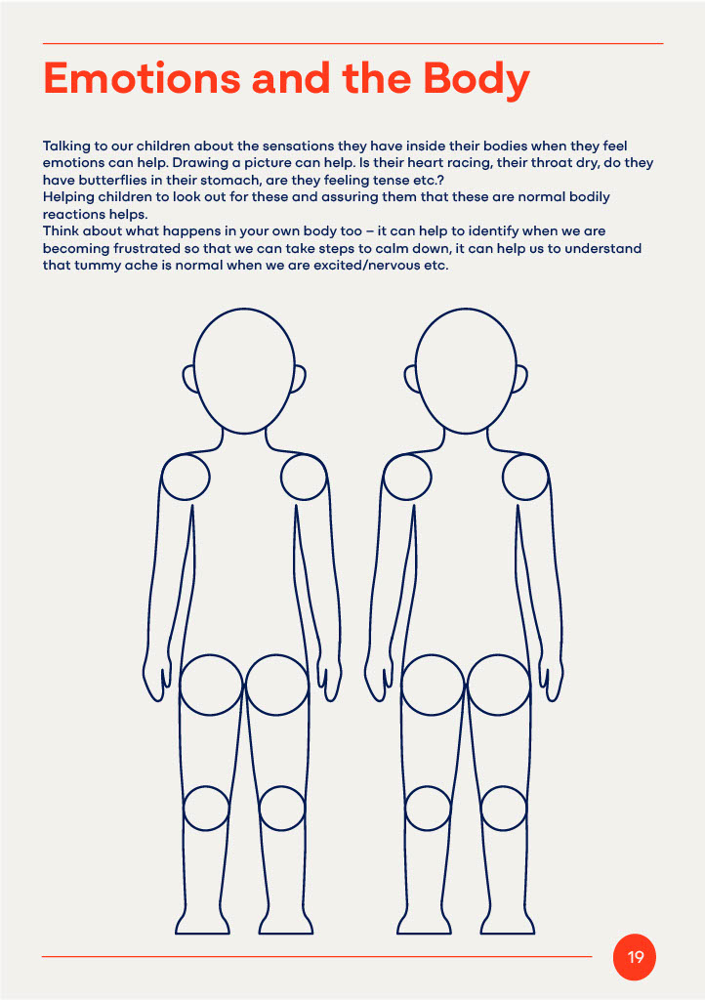 Emotions and the Body
Talking to our children about the sensations they have inside their bodies when they feel
emotions can help. Drawing a picture can help. Is their heart racing, their throat dry, do they
have butterflies in their stomach, are they feeling tense etc.?
Helping children to look out for these and assuring them that these are normal bodily
reactions helps.
Think about what happens in your own body too – it can help to identify when we are
becoming frustrated so that we can take steps to calm down, it can help us to understand
that tummy ache is normal when we are excited/nervous etc.
19